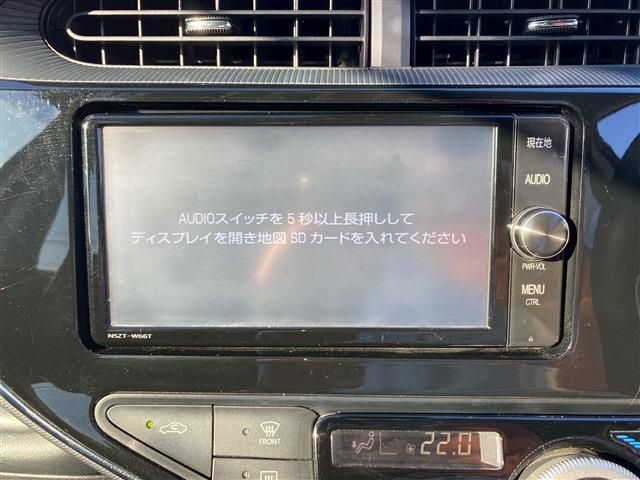 現在地
AUDIO
AUDIOスイッチを5秒以上長押しして
ディスプレイを開き地図SDカードを入れてください
PWR-VOL
MENU
CTRL
NSZT-W66T
FRONT
22.0